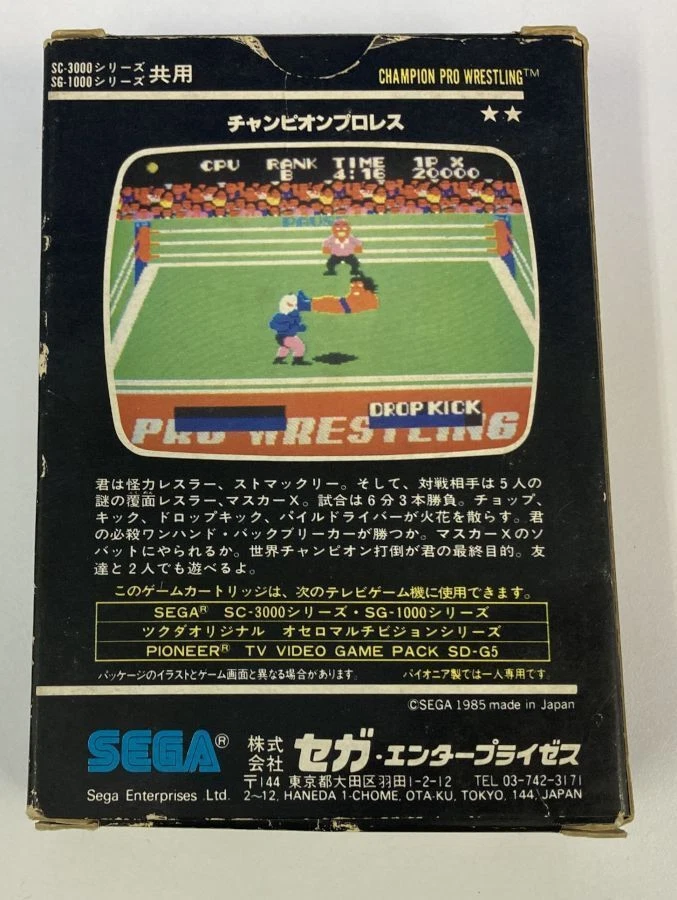 SC-3000シリーズ
SG-1000シリーズ 共用
CHAMPION PRO WRESTLING™
★★
チャンピオンプロレス
CPU RANK TIME 1P X
B 4:16 20000
DROP KICK
PRO WRESTLING
君は怪力レスラー、ストマックリー。そして、対戦相手は5人の
謎の覆面レスラー、マスカーX。試合は6分3本勝負。チョップ、
キック、ドロップキック、パイルドライバーが火花を散らす。君
の必殺ワンハンド・バックブリーカーが勝つか。マスカーXのソ
バットにやられるか。世界チャンピオン打倒が君の最終目的。友
達と2人でも遊べるよ。
このゲームカートリッジは、次のテレビゲーム機に使用できます。
SEGA® SC-3000シリーズ・SG-1000シリーズ
ツクダオリジナル オセロマルチビジョンシリーズ
PIONEER® TV VIDEO GAME PACK SD-G5
パッケージのイラストとゲーム画面と異なる場合があります。 パイオニア製では一人専用です。
©SEGA 1985 made in Japan
SEGA® 株式会社 セガ・エンタープライゼス
〒144 東京都大田区羽田1-2-12 TEL 03-742-3171
Sega Enterprises .Ltd. 2~12, HANEDA 1-CHOME, OTA-KU, TOKYO, 144, JAPAN